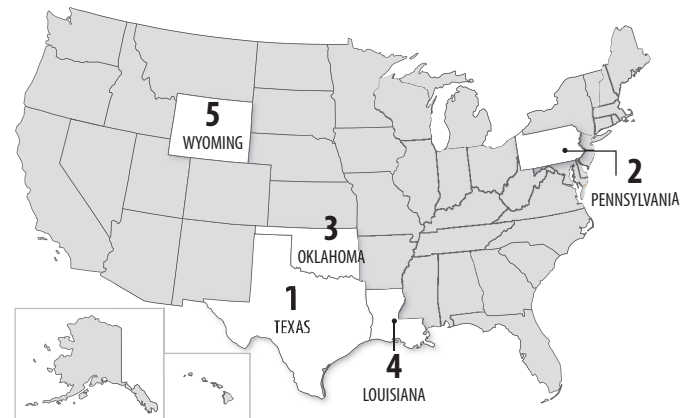 5
WYOMING
2
PENNSYLVANIA
3
OKLAHOMA
1
TEXAS
4
LOUISIANA